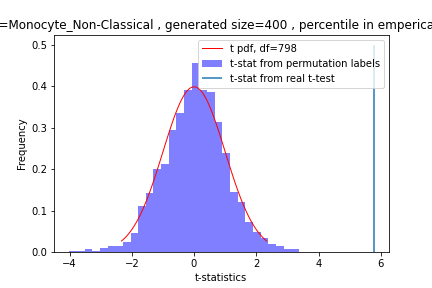 =Monocyte_Non-Classical , generated size=400 , percentile in emperica
t pdf, df=798
t-stat from permutation labels
t-stat from real t-test
0.5
0.4
0.3
0.2
0.1
0.0
Frequency
−4
−2
0
2
4
6
t-statistics